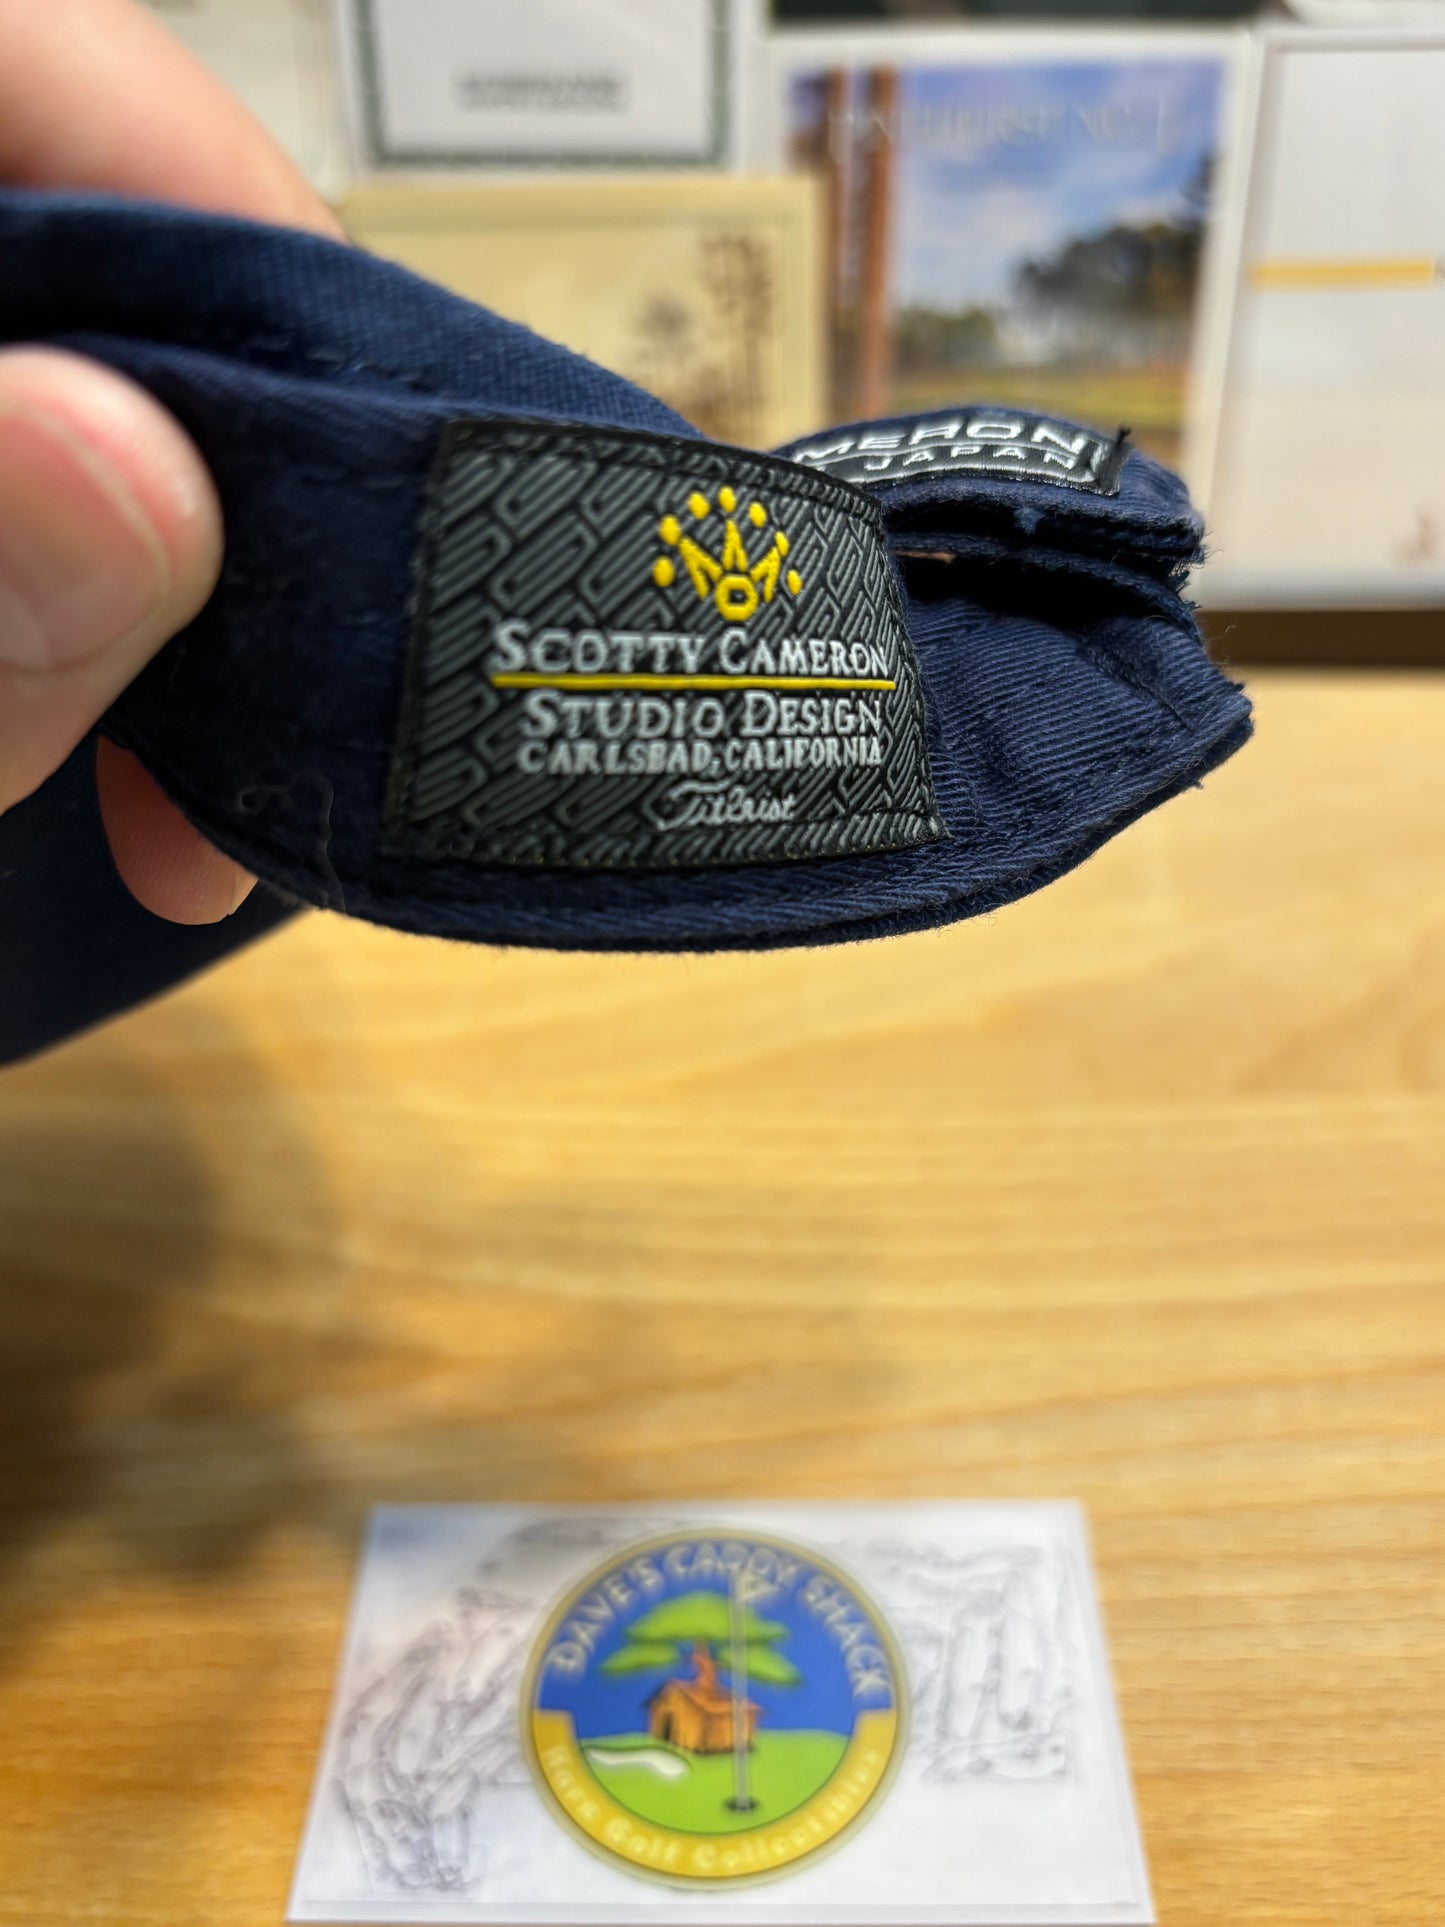 MERON
JAPAN
SCOTTY CAMERON
STUDIO DESIGN
CARLSBAD, CALIFORNIA
Titleist
DAVE'S CADDY SHACK
Rare Golf Collectibles